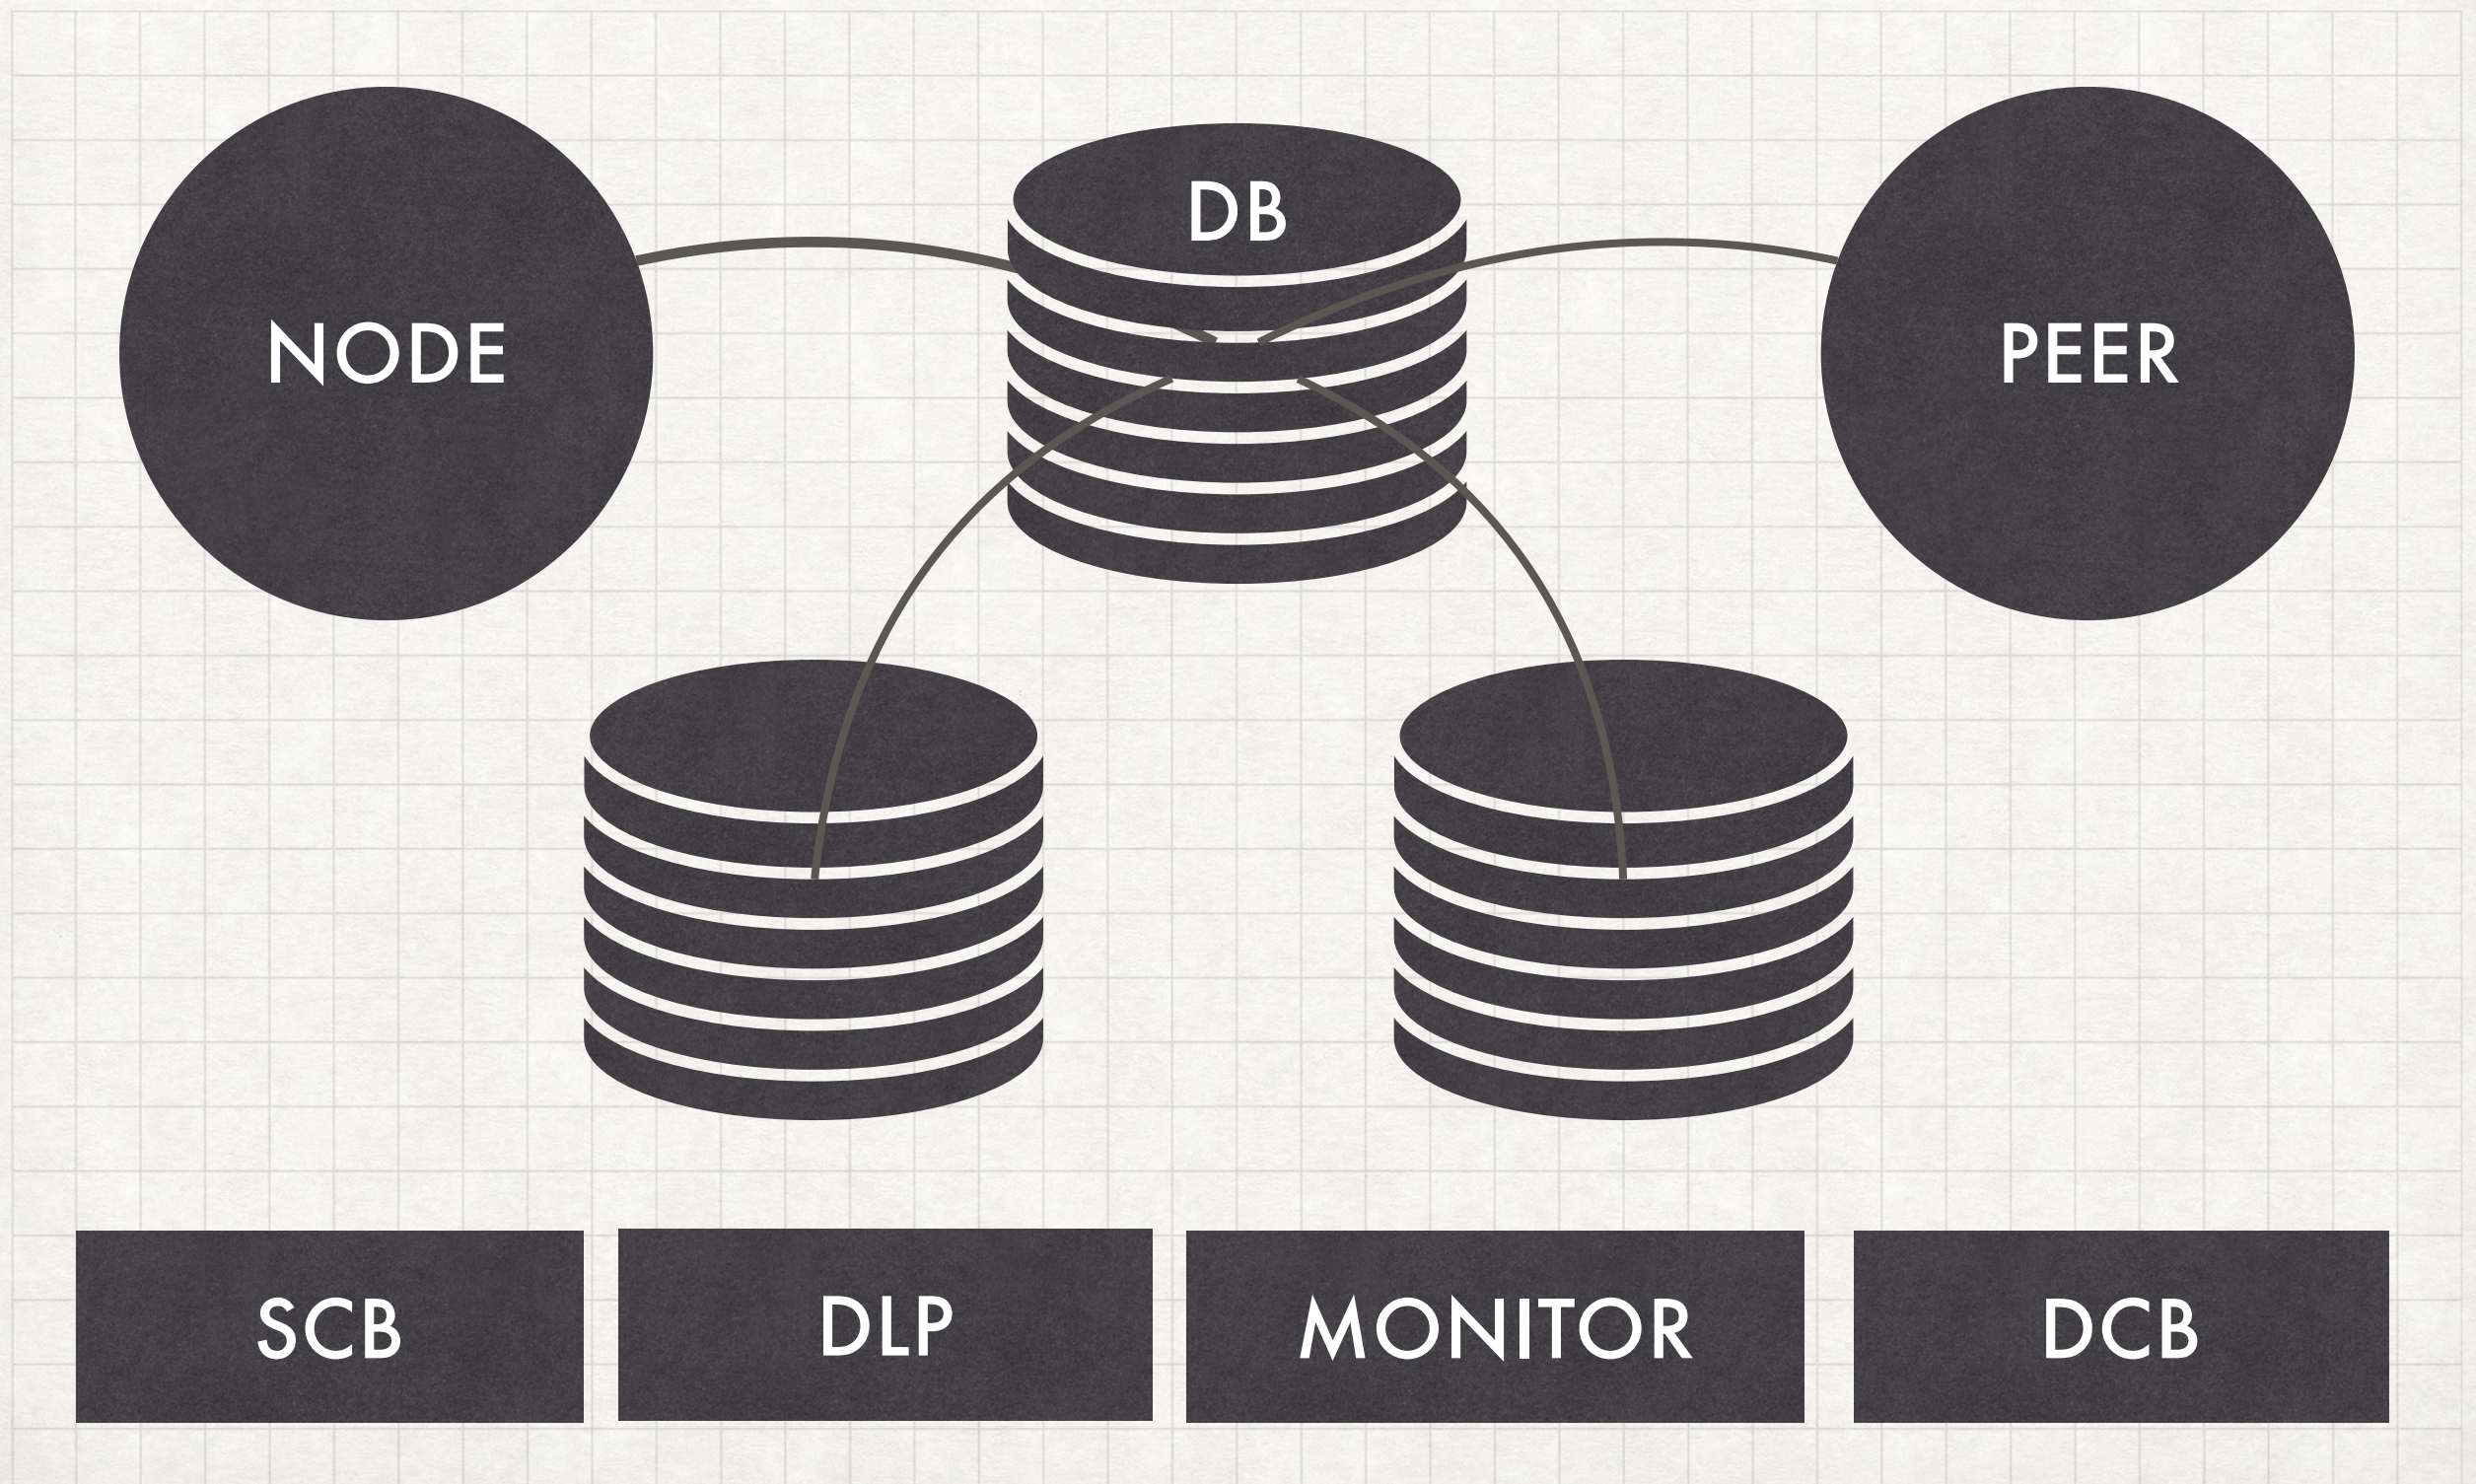 NODE
DB
PEER
SCB
DLP
MONITOR
DCB